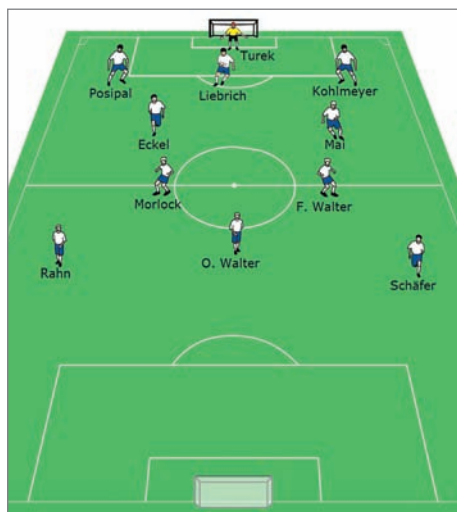 Turek
Posipal
Liebrich
Kohlmeyer
Eckel
Mai
Morlock
F. Walter
Rahn
O. Walter
Schäfer